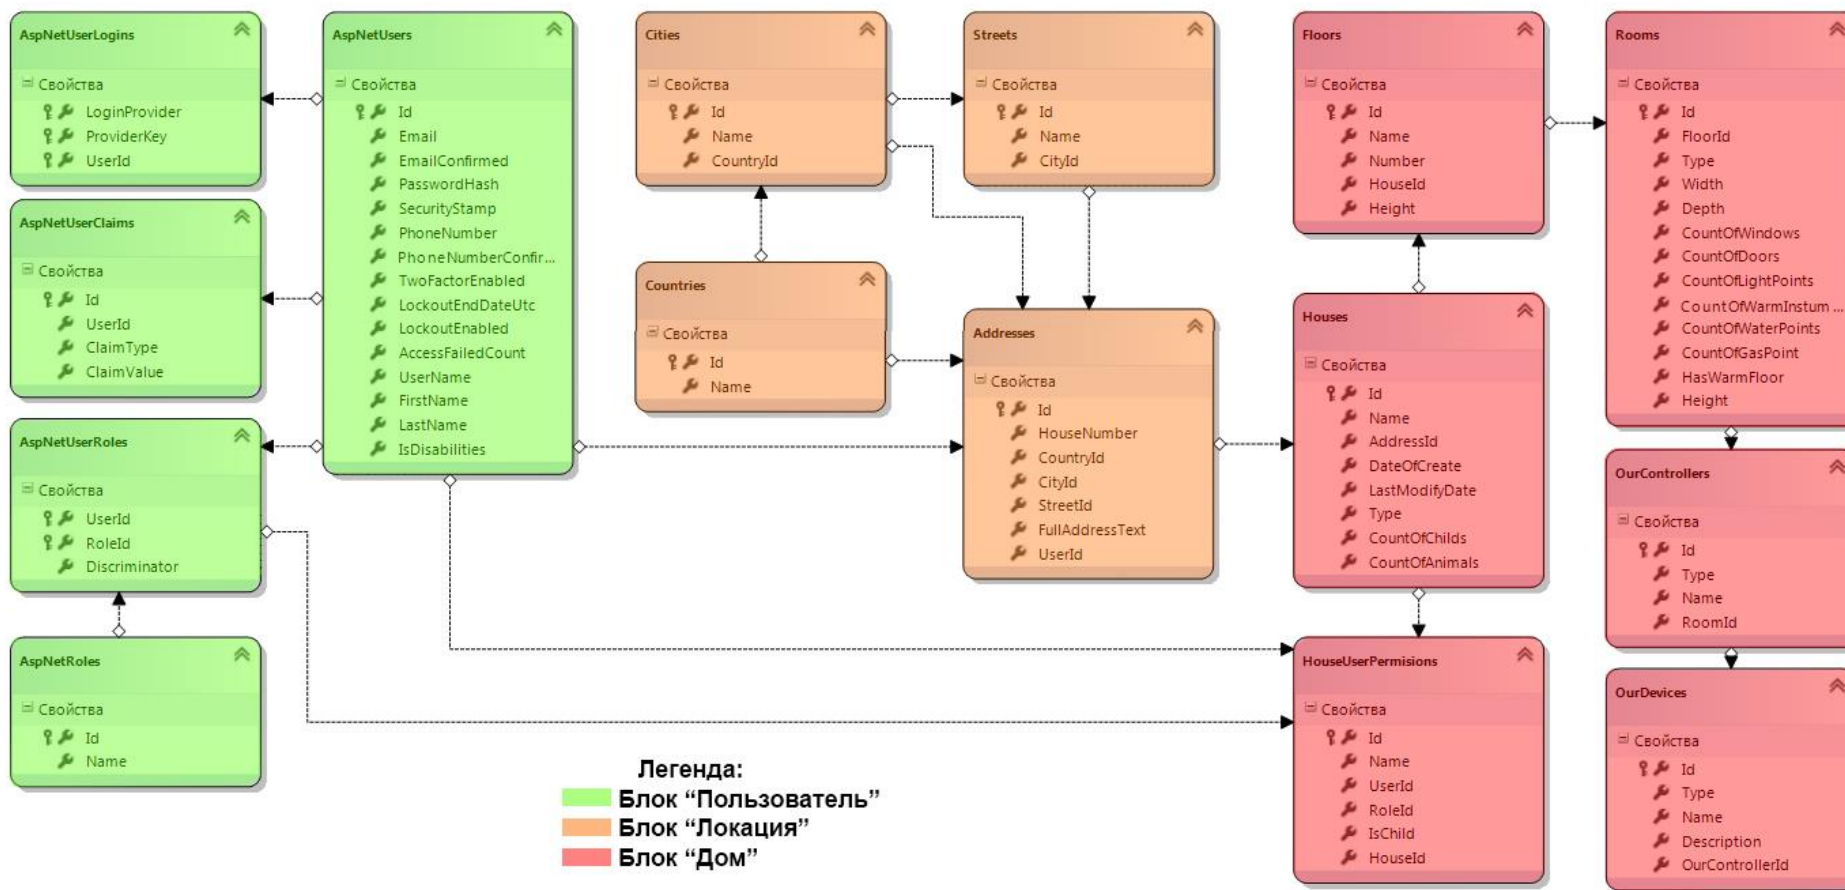 AspNetUserLogins
Свойства
LoginProvider
ProviderKey
UserId
AspNetUserClaims
Свойства
Id
UserId
ClaimType
ClaimValue
AspNetUserRoles
Свойства
UserId
RoleId
Discriminator
AspNetRoles
Свойства
Id
Name
AspNetUsers
Свойства
Id
Email
EmailConfirmed
PasswordHash
SecurityStamp
PhoneNumber
PhoneNumberConfir...
TwoFactorEnabled
LockoutEndDateUtc
LockoutEnabled
AccessFailedCount
UserName
FirstName
LastName
IsDisabilities
Cities
Свойства
Id
Name
CountryId
Countries
Свойства
Id
Name
Streets
Свойства
Id
Name
CityId
Addresses
Свойства
Id
HouseNumber
CountryId
CityId
StreetId
FullAddressText
UserId
Floors
Свойства
Id
Name
Number
HouseId
Height
Houses
Свойства
Id
Name
AddressId
DateOfCreate
LastModifyDate
Type
CountOfChilds
CountOfAnimals
HouseUserPermisions
Свойства
Id
Name
UserId
RoleId
IsChild
HouseId
Rooms
Свойства
Id
FloorId
Type
Width
Depth
CountOfWindows
CountOfDoors
CountOfLightPoints
CountOfWarmInstum...
CountOfWaterPoints
CountOfGasPoint
HasWarmFloor
Height
OurControllers
Свойства
Id
Type
Name
RoomId
OurDevices
Свойства
Id
Type
Name
Description
OurControllerId
Легенда:
Блок “Пользователь”
Блок “Локация”
Блок “Дом”